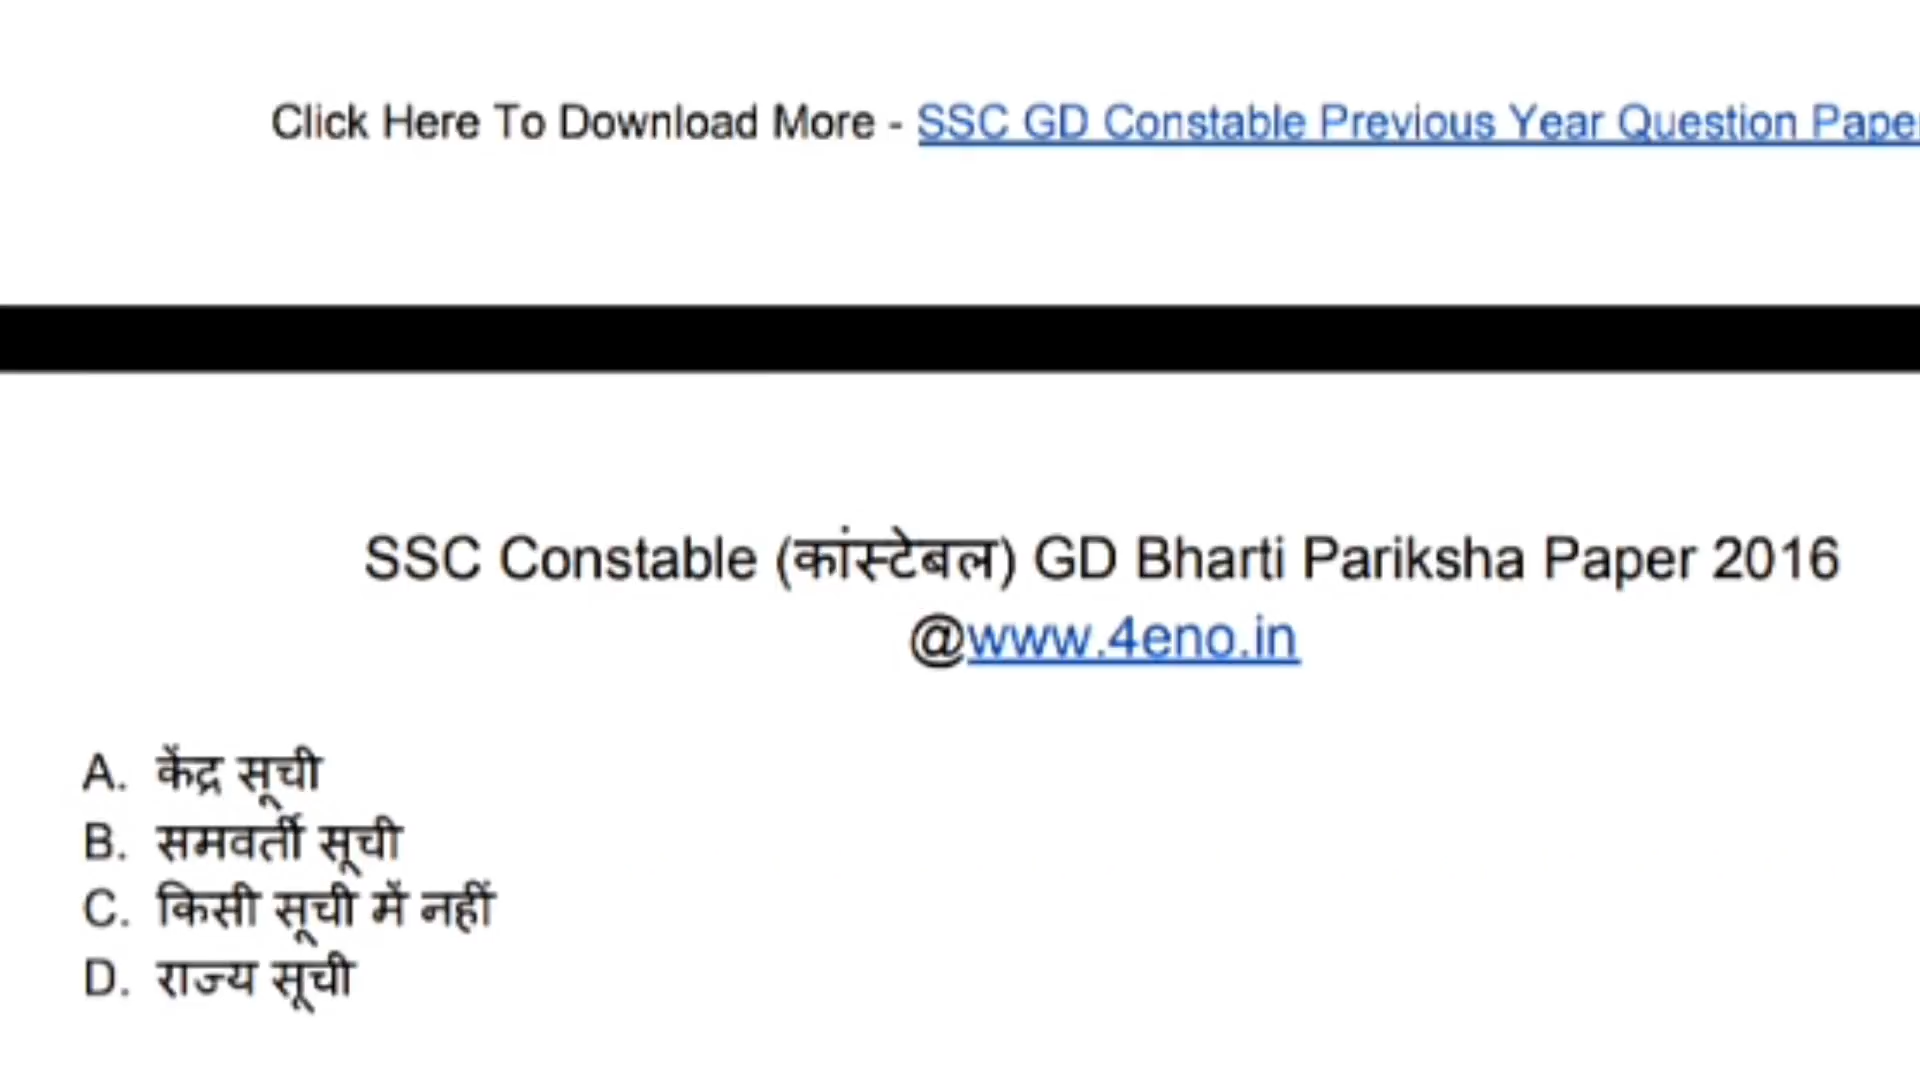 Click Here To Download More - SSC GD Constable Previous Year Question Pape
SSC Constable (कांस्टेबल) GD Bharti Pariksha Paper 2016
@www.4eno.in
A. केंद्र सूची
B. समवर्ती सूची
C. किसी सूची में नहीं
D. राज्य सूची